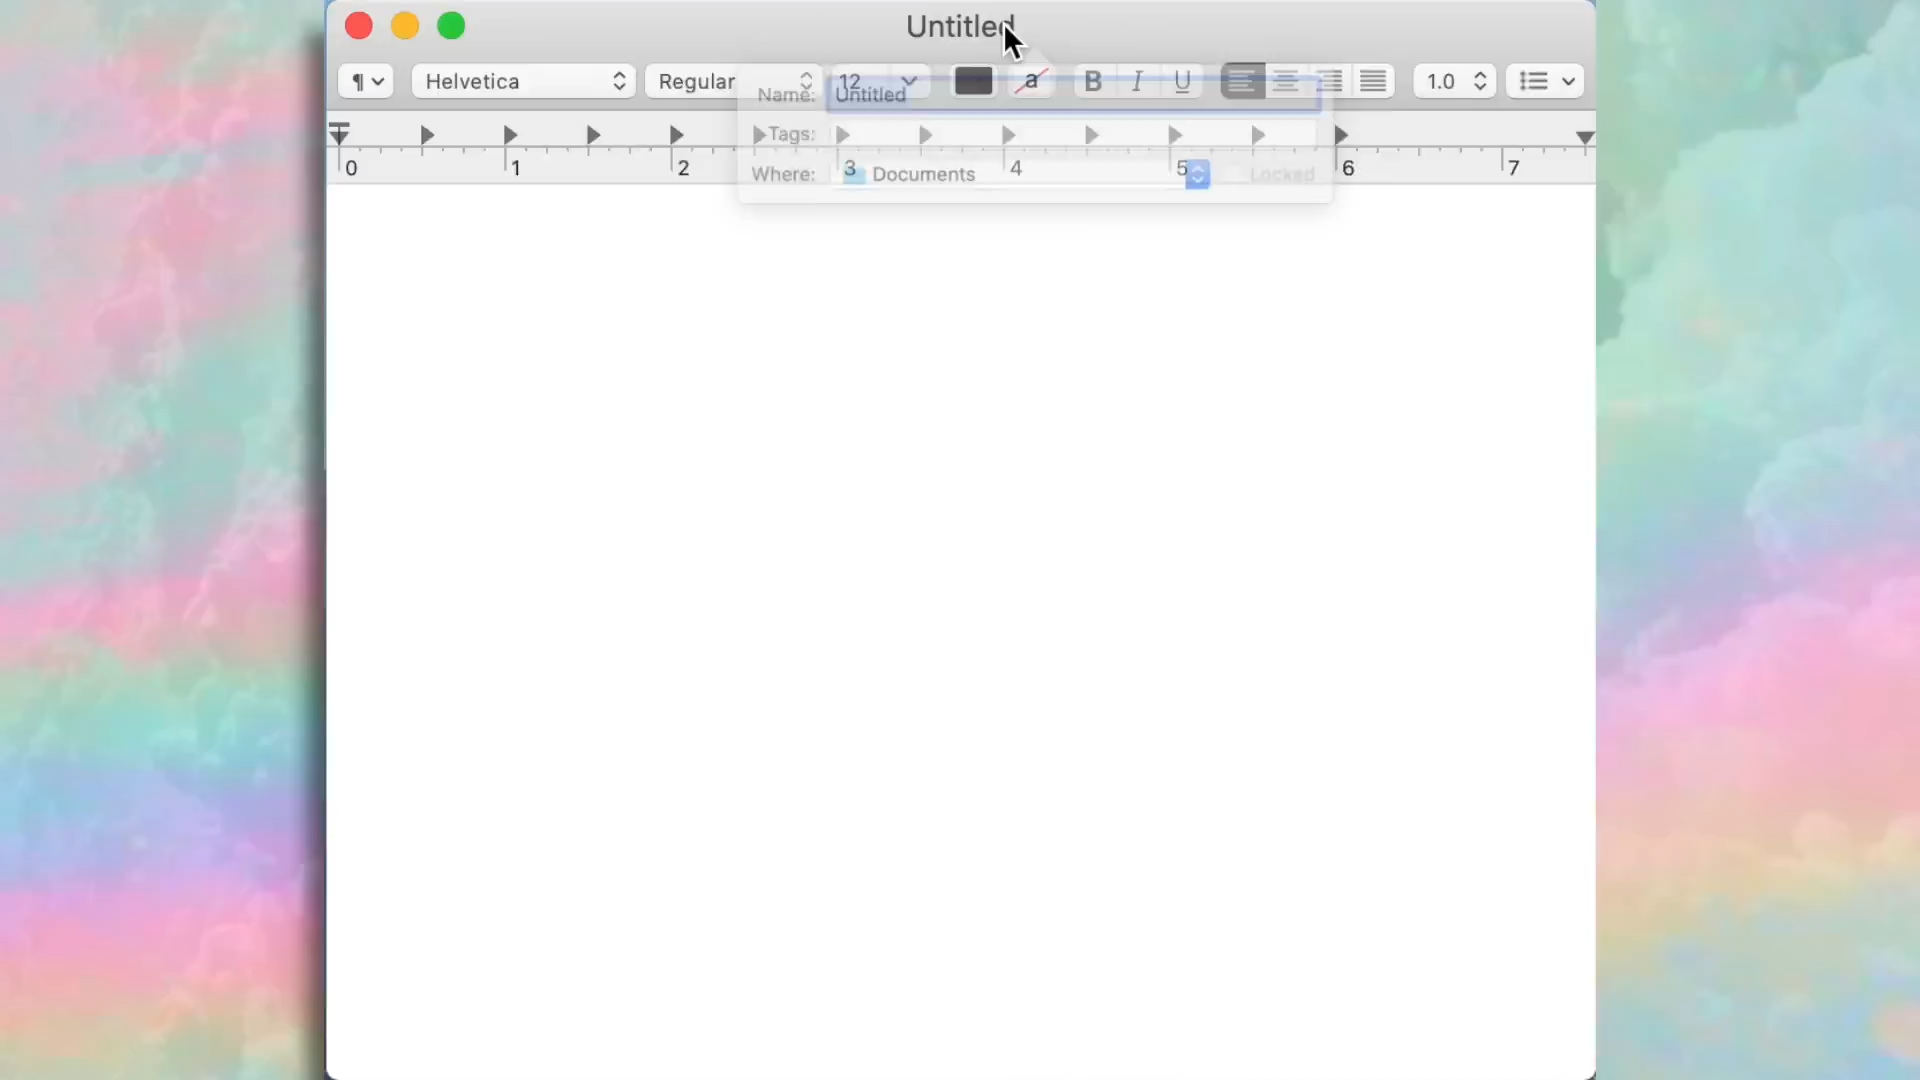 Untitled
¶ Helvetica Regular 12 a B I U 1.0
Name: Untitled
Tags:
0 1 2 3 4 5 6 7
Where: Documents Locked